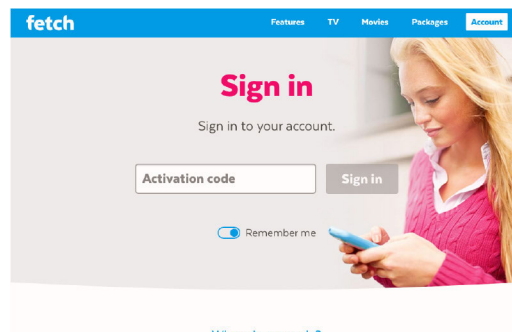 fetch
Features TV Movies Packages Account
Sign in
Sign in to your account.
Activation code Sign in
Remember me